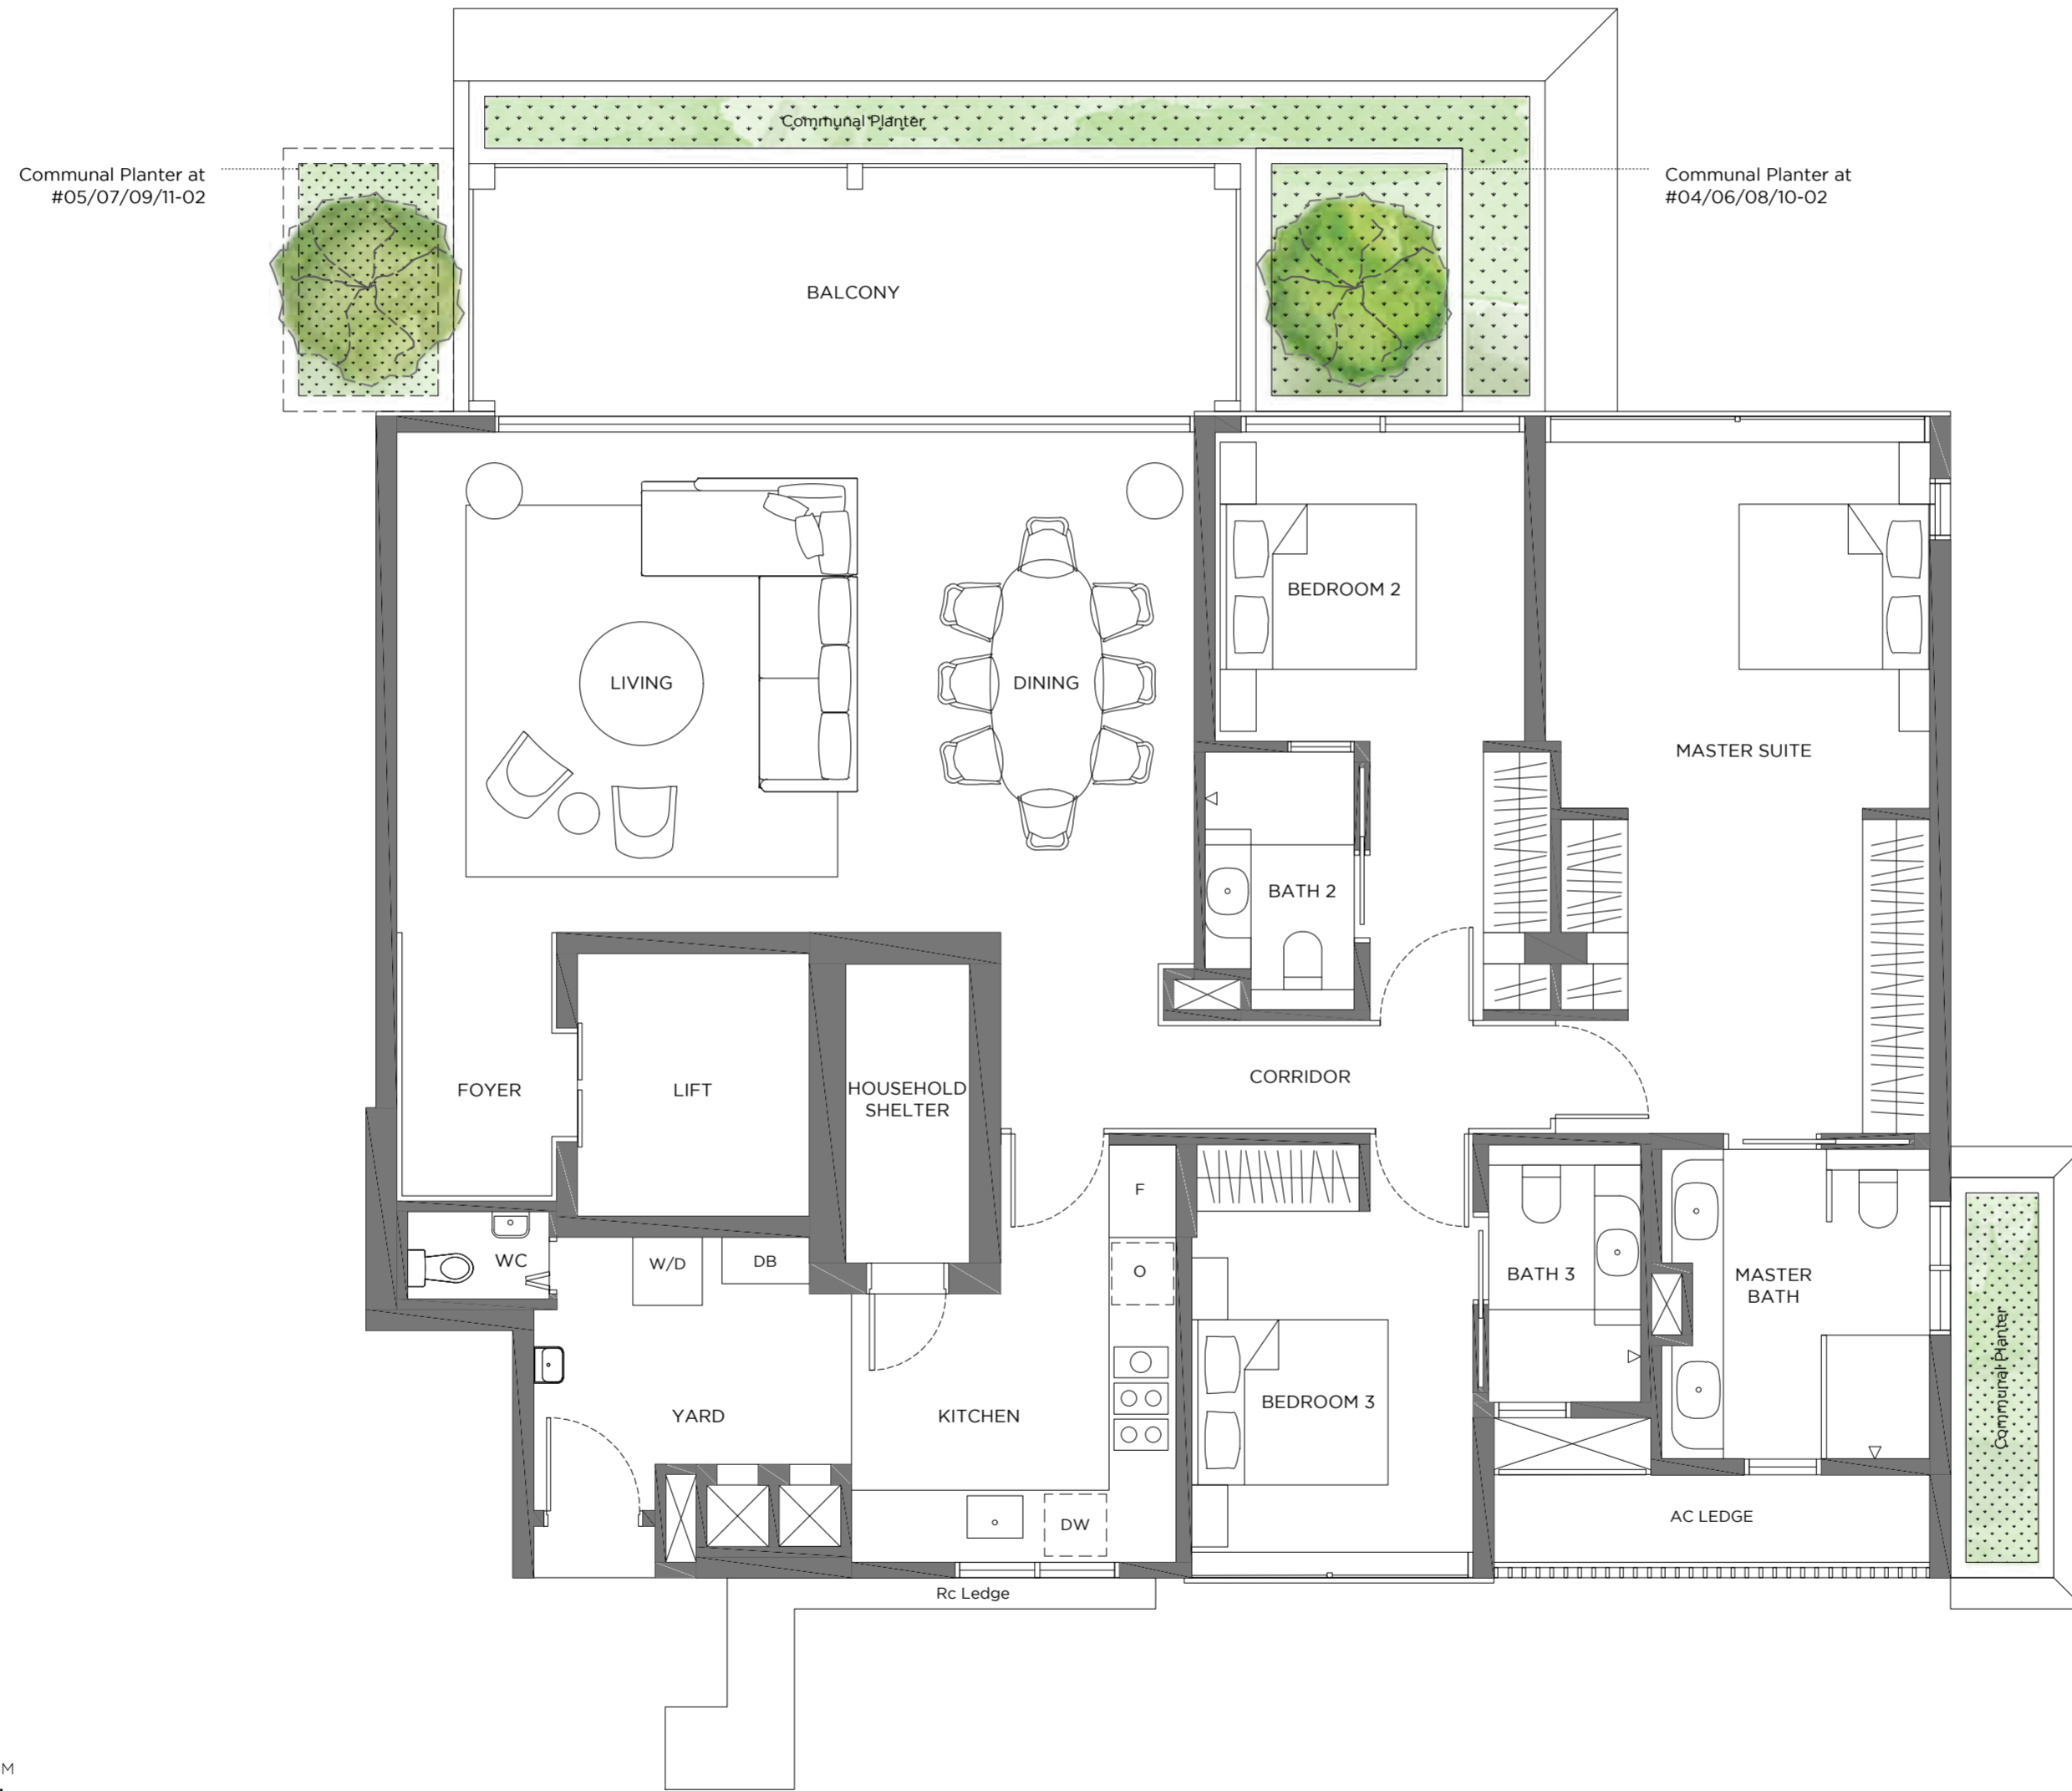 Communal Planter
Communal Planter at
#05/07/09/11-02
Communal Planter at
#04/06/08/10-02
BALCONY
BEDROOM 2
LIVING
DINING
MASTER SUITE
BATH 2
CORRIDOR
FOYER
LIFT
HOUSEHOLD
SHELTER
F
WC
W/D
DB
O
BATH 3
MASTER
BATH
Communal Planter
YARD
KITCHEN
BEDROOM 3
DW
AC LEDGE
Rc Ledge
M